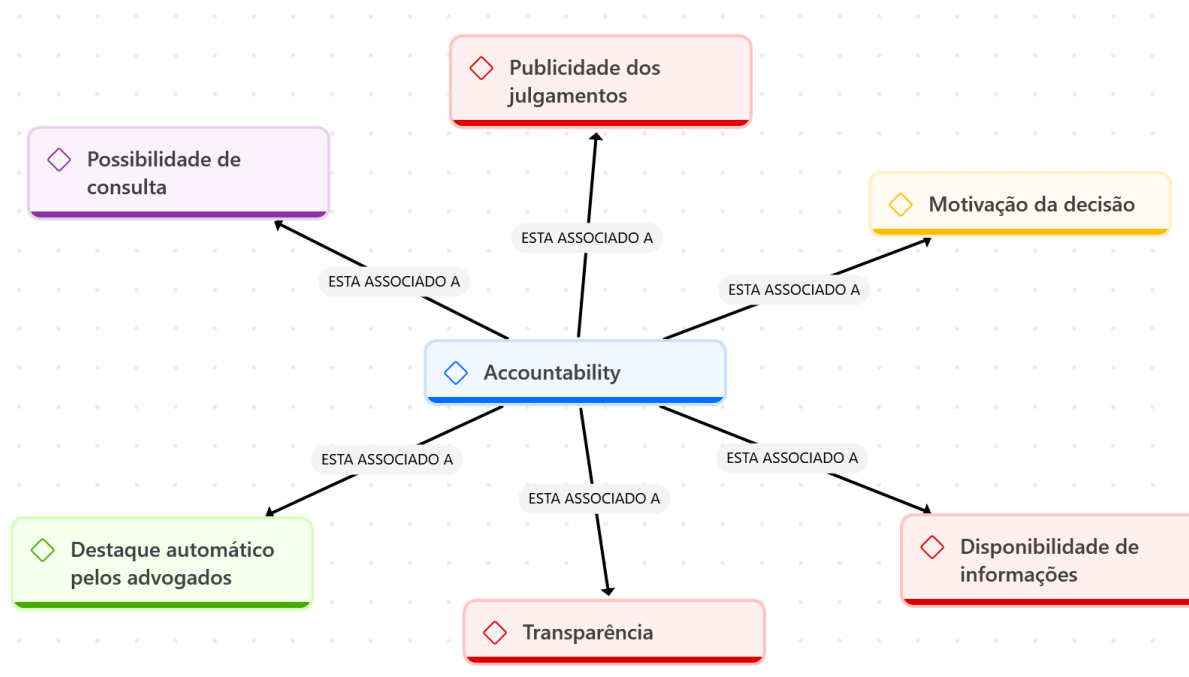 Publicidade dos
julgamentos
Possibilidade de
consulta
Motivação da decisão
ESTA ASSOCIADO A
ESTA ASSOCIADO A
ESTA ASSOCIADO A
Accountability
ESTA ASSOCIADO A
ESTA ASSOCIADO A
ESTA ASSOCIADO A
Destaque automático
pelos advogados
Disponibilidade de
informações
Transparência